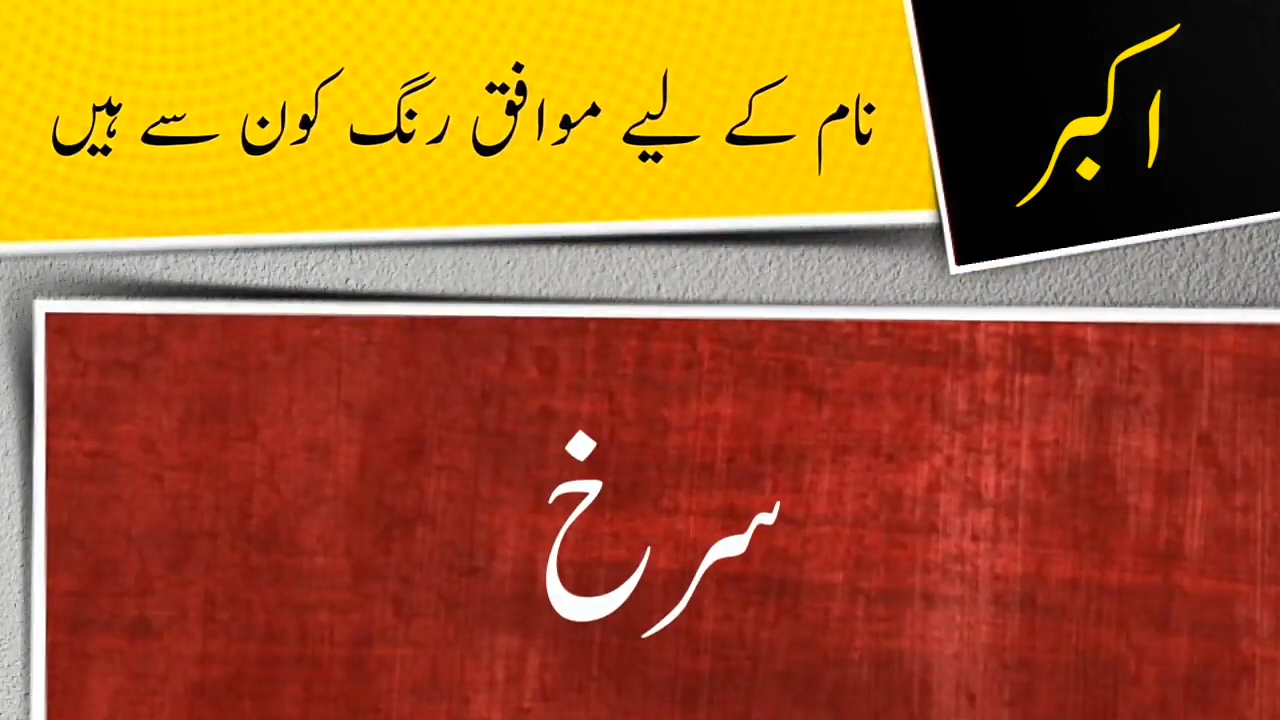 اکبر
نام کے لیے موافق رنگ کون سے ہیں
سرخ